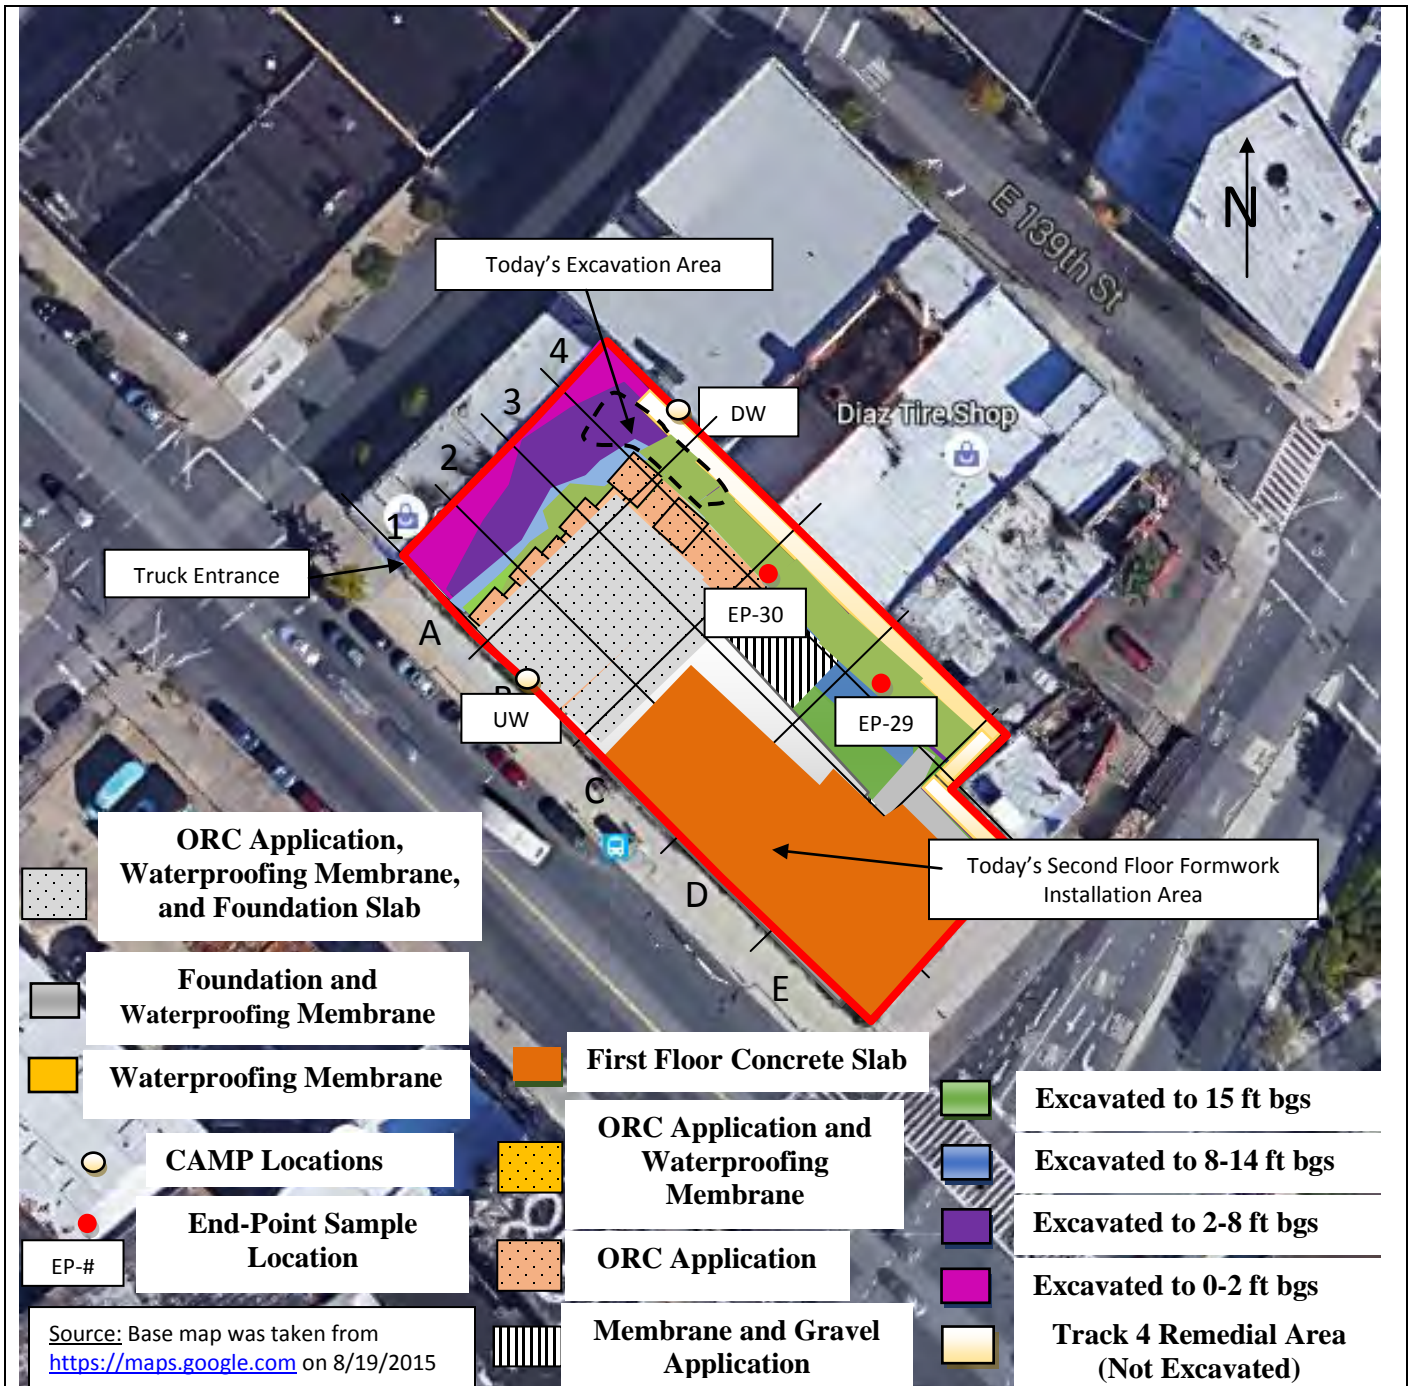 N
E 139th St
Today's Excavation Area
4
3
2
1
DW
Diaz Tire Shop
Truck Entrance
EP-30
A
UW
EP-29
C
D
E
Today's Second Floor Formwork
Installation Area
ORC Application,
Waterproofing Membrane,
and Foundation Slab
Foundation and
Waterproofing Membrane
Waterproofing Membrane
CAMP Locations
EP-#
End-Point Sample
Location
Source: Base map was taken from
https://maps.google.com on 8/19/2015
First Floor Concrete Slab
ORC Application and
Waterproofing
Membrane
ORC Application
Membrane and Gravel
Application
Excavated to 15 ft bgs
Excavated to 8-14 ft bgs
Excavated to 2-8 ft bgs
Excavated to 0-2 ft bgs
Track 4 Remedial Area
(Not Excavated)